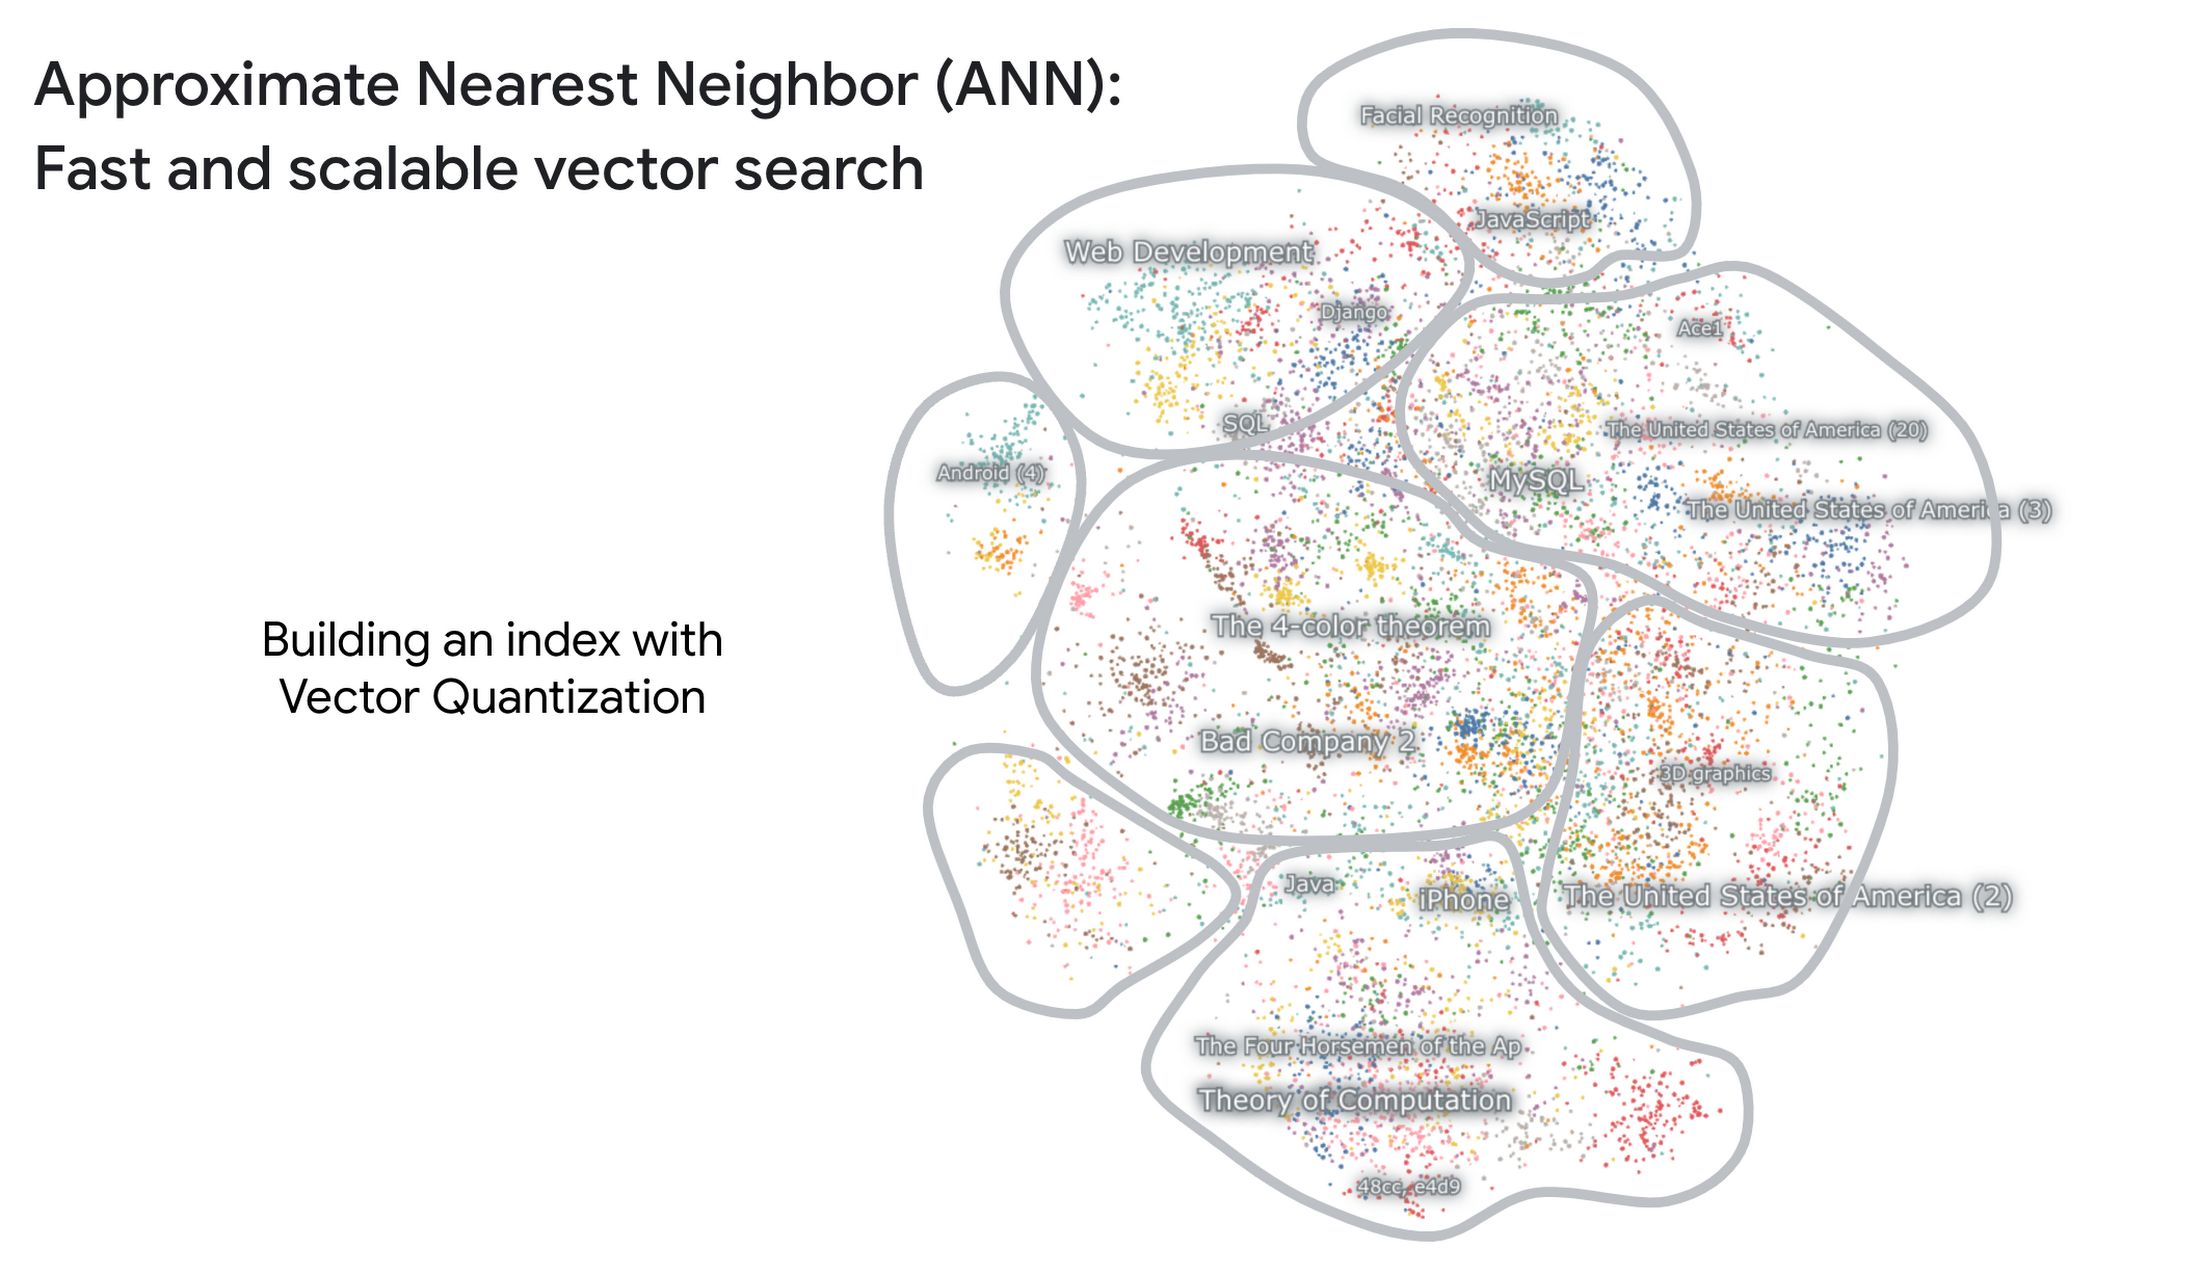 Approximate Nearest Neighbor (ANN):
Fast and scalable vector search
Building an index with
Vector Quantization
Facial Recognition
JavaScript
Web Development
Django
Ace1
SQL
The United States of America (20)
Android (4)
MySQL
The United States of America (3)
The 4-color theorem
Bad Company 2
3D graphics
Java
iPhone
The United States of America (2)
The Four Horsemen of the Ap
Theory of Computation
48cc, e4d9